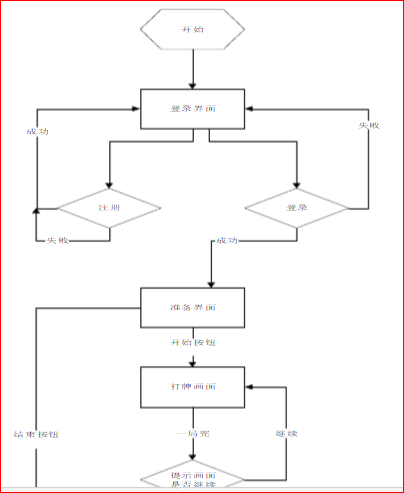 开始
登录界面
成功
失败
注册
登录
失败
成功
准备界面
开始按钮
打牌画面
结束按钮
一局完
继续
提示画面
是否继续